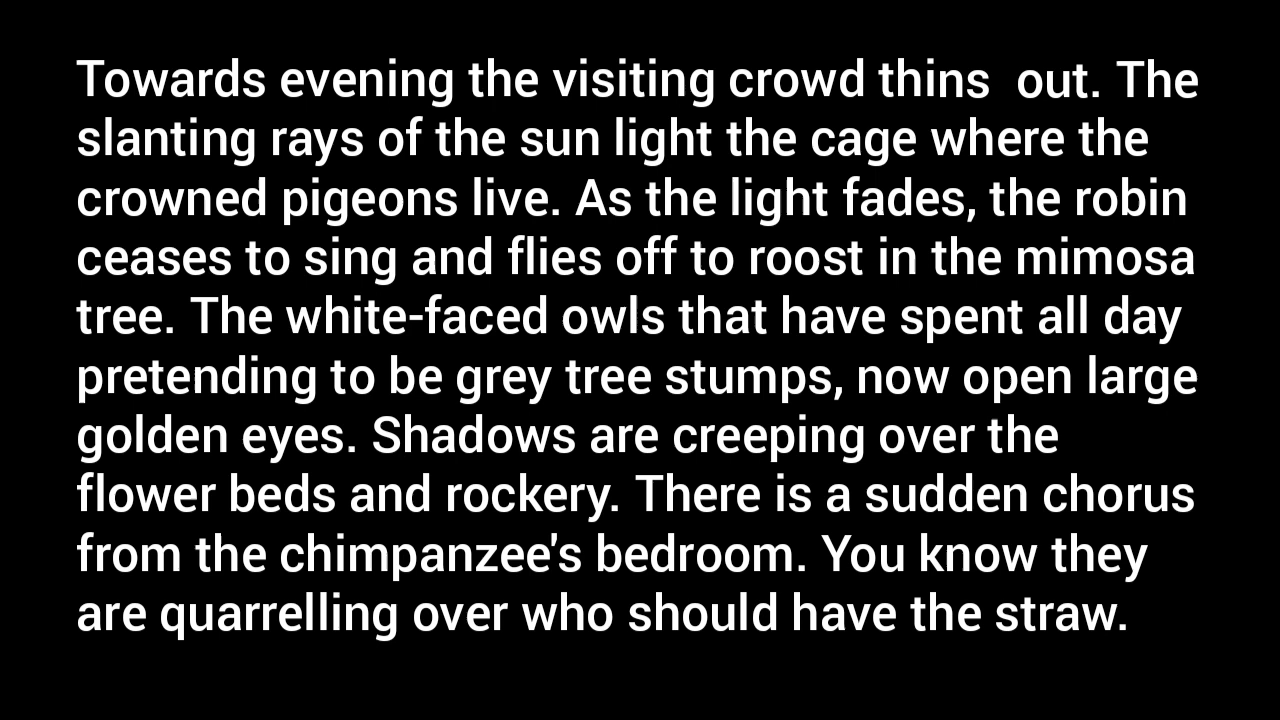 Towards evening the visiting crowd thins  out. The
slanting rays of the sun light the cage where the
crowned pigeons live. As the light fades, the robin
ceases to sing and flies off to roost in the mimosa
tree. The white-faced owls that have spent all day
pretending to be grey tree stumps, now open large
golden eyes. Shadows are creeping over the
flower beds and rockery. There is a sudden chorus
from the chimpanzee's bedroom. You know they
are quarrelling over who should have the straw.